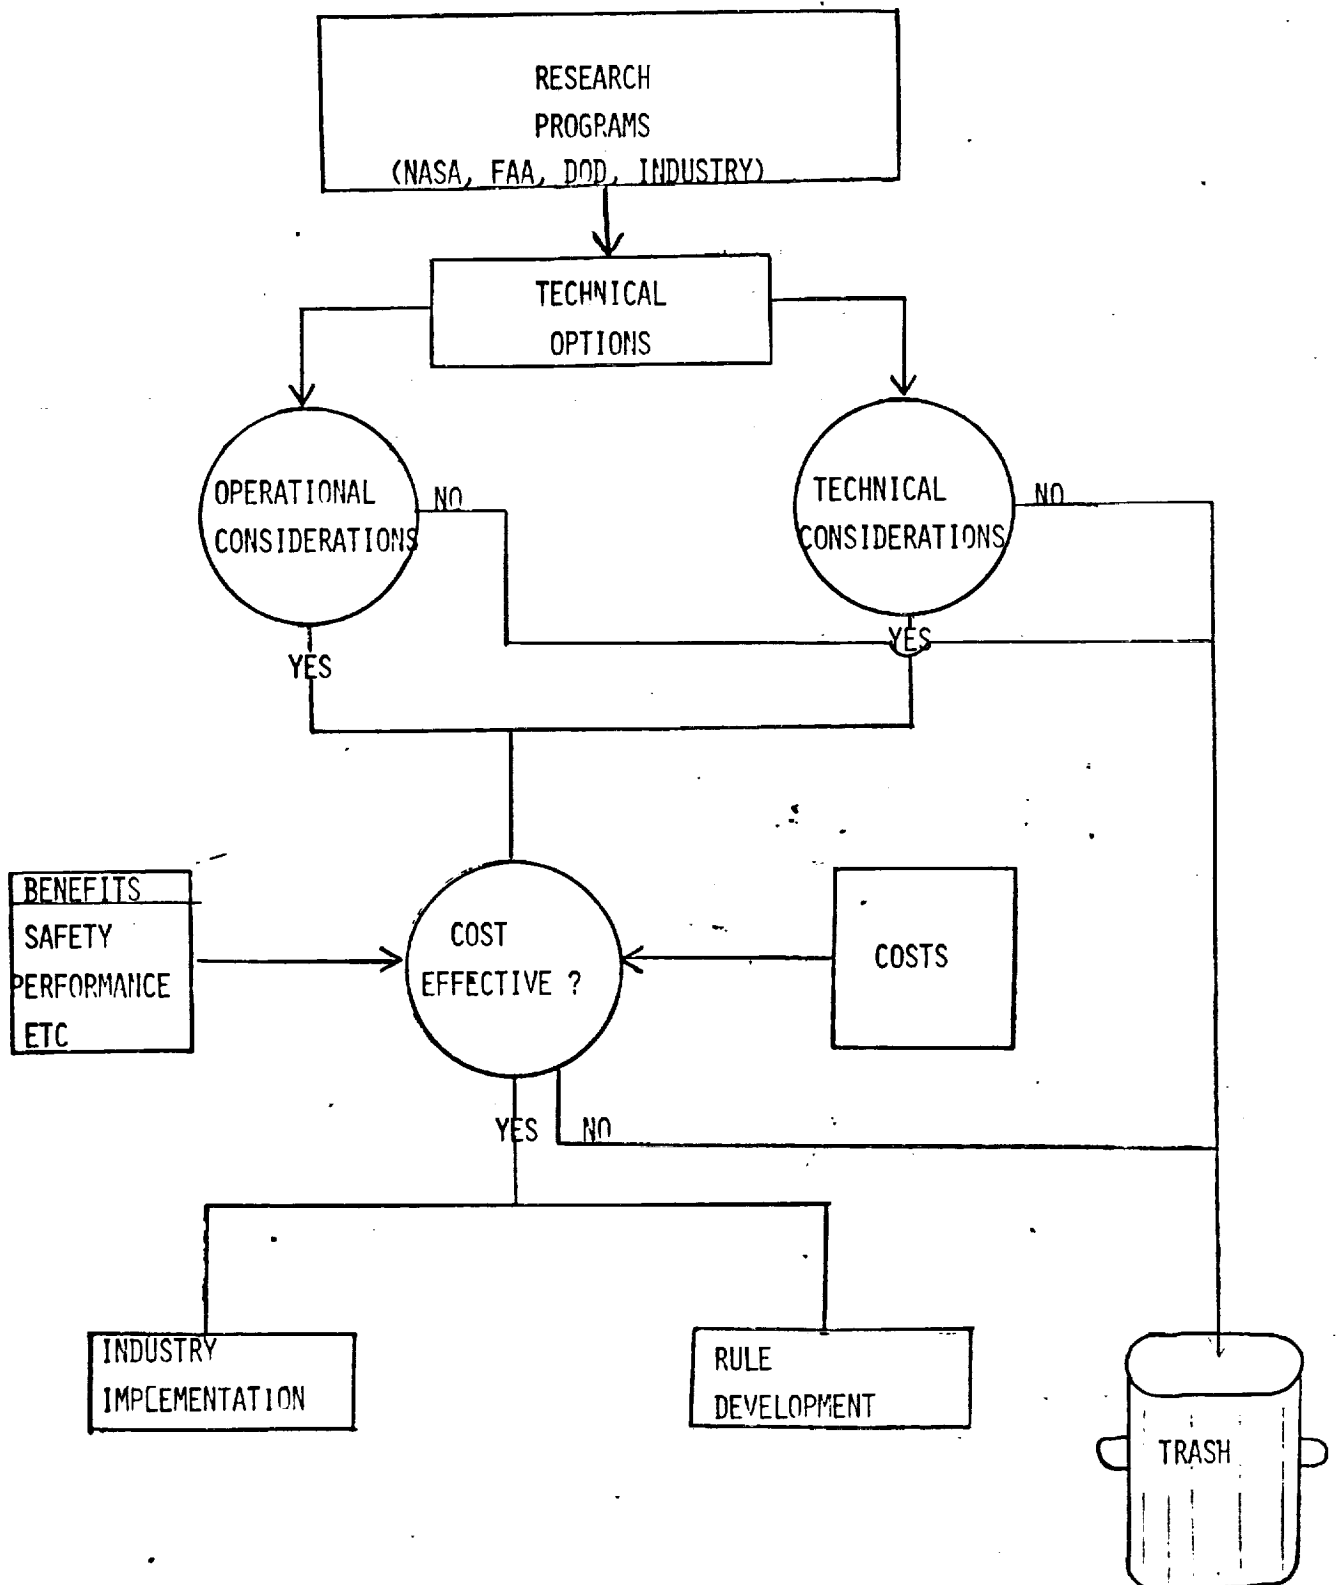 RESEARCH
PROGRAMS
(NASA, FAA, DOD, INDUSTRY)
TECHNICAL
OPTIONS
OPERATIONAL
CONSIDERATIONS
NO
TECHNICAL
CONSIDERATIONS
NO
YES
YES
BENEFITS
SAFETY
PERFORMANCE
ETC
COST
EFFECTIVE ?
COSTS
YES
NO
INDUSTRY
IMPLEMENTATION
RULE
DEVELOPMENT
TRASH